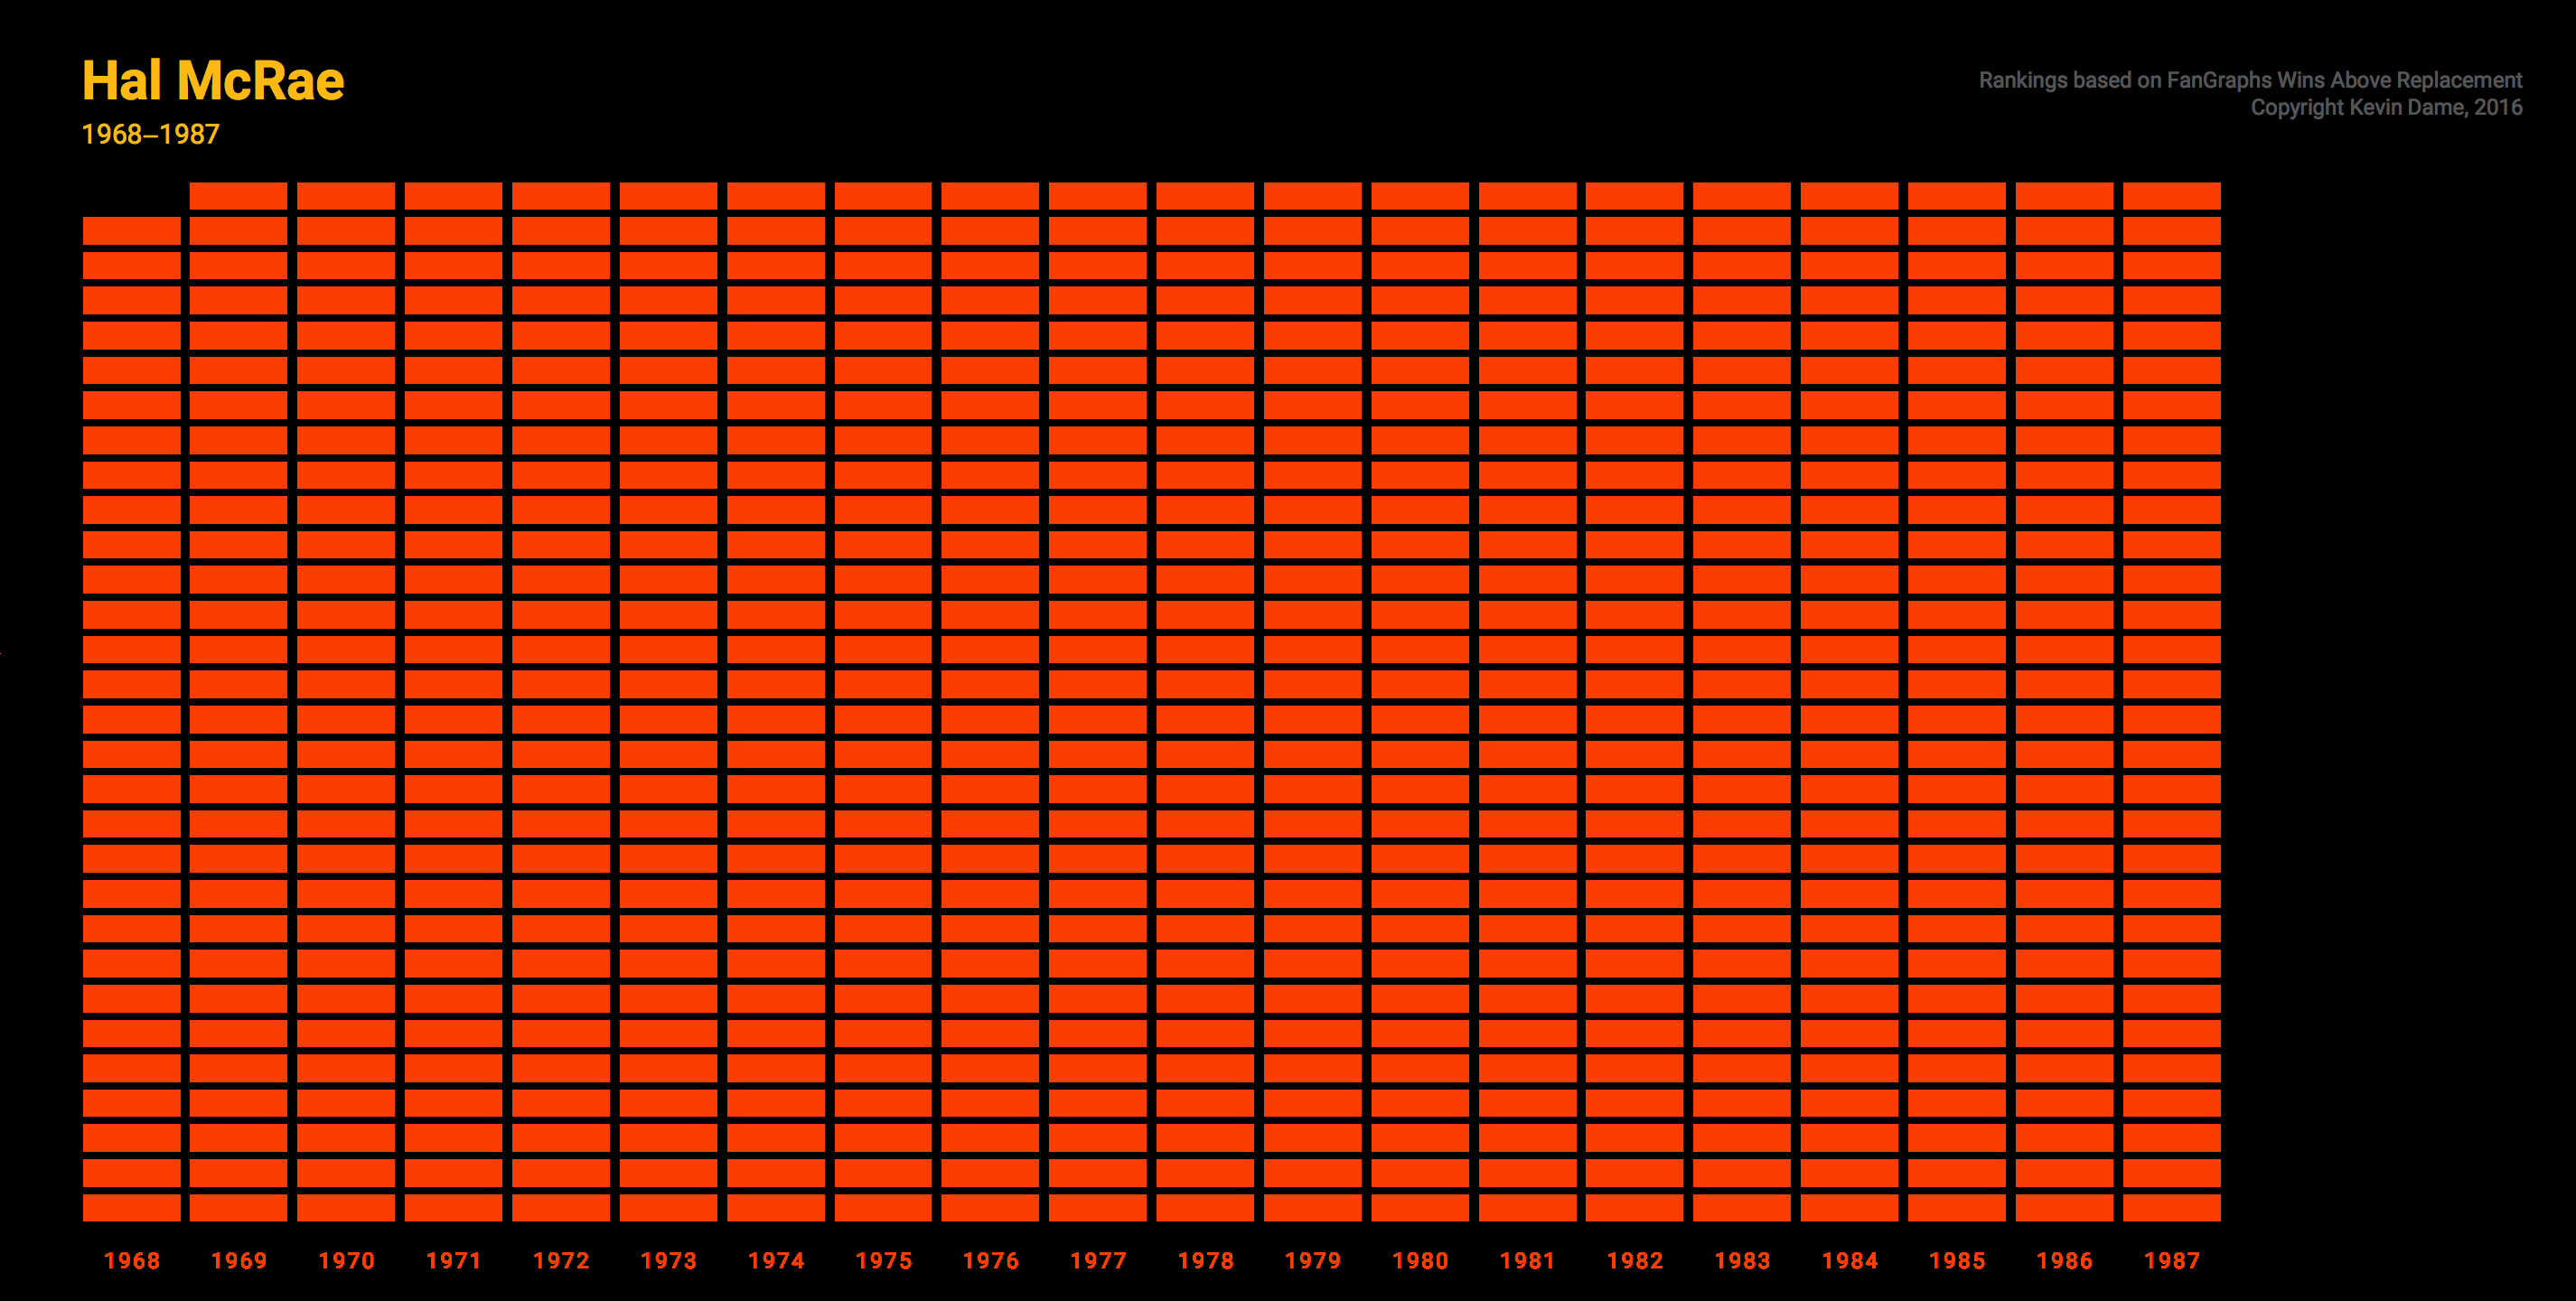 Hal McRae
1968–1987
Rankings based on FanGraphs Wins Above Replacement
Copyright Kevin Dame, 2016
1968 1969 1970 1971 1972 1973 1974 1975 1976 1977 1978 1979 1980 1981 1982 1983 1984 1985 1986 1987